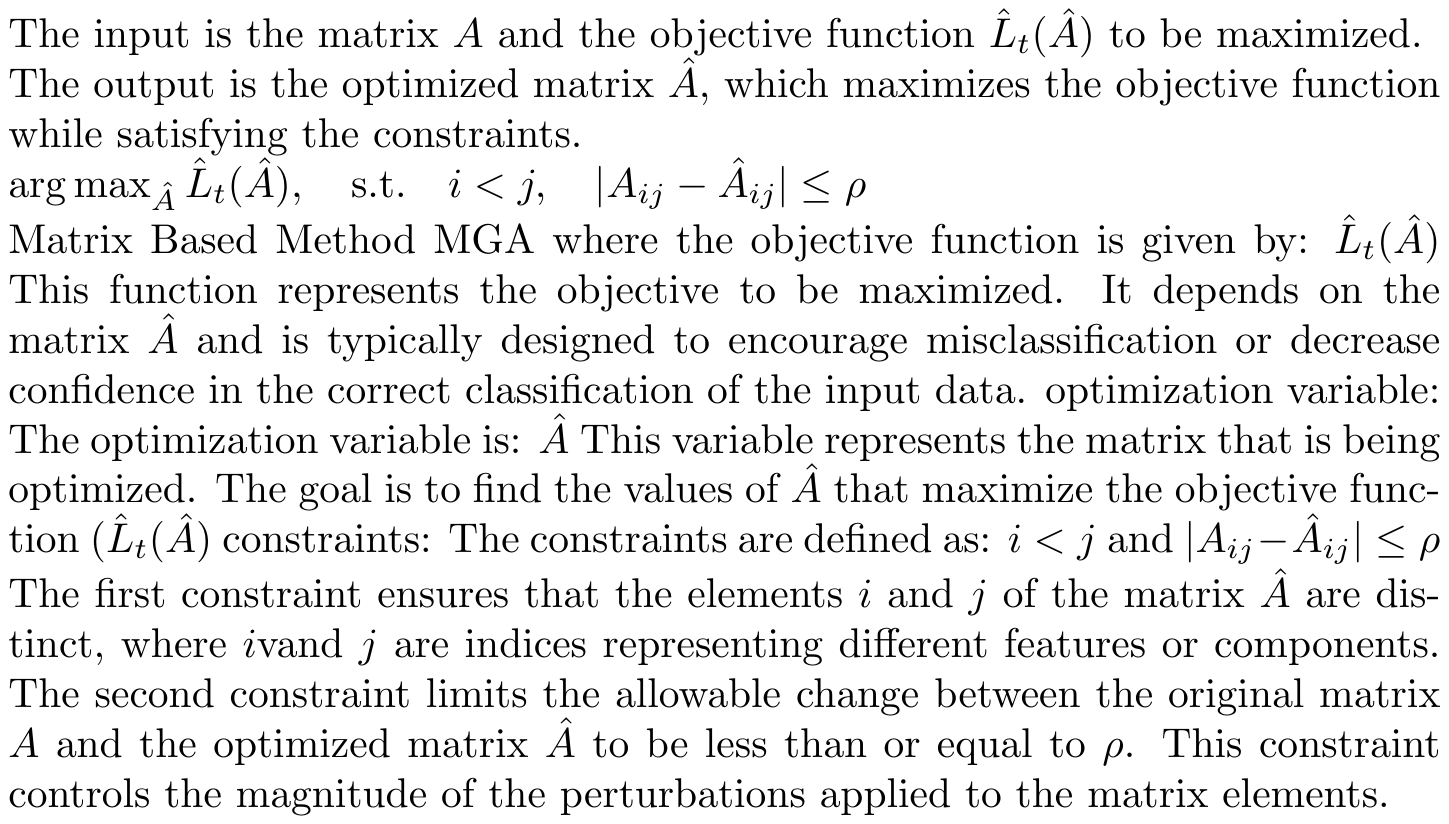 The input is the matrix $A$ and the objective function $\hat{L}_t(\hat{A})$ to be maximized.
The output is the optimized matrix $\hat{A}$, which maximizes the objective function
while satisfying the constraints.
$\arg\max_{\hat{A}} \hat{L}_t(\hat{A}), \quad \text{s.t.} \quad i < j, \quad |A_{ij} - \hat{A}_{ij}| \leq \rho$
Matrix Based Method MGA where the objective function is given by: $\hat{L}_t(\hat{A})$
This function represents the objective to be maximized. It depends on the
matrix $\hat{A}$ and is typically designed to encourage misclassification or decrease
confidence in the correct classification of the input data. optimization variable:
The optimization variable is: $\hat{A}$ This variable represents the matrix that is being
optimized. The goal is to find the values of $\hat{A}$ that maximize the objective func-
tion ($\hat{L}_t(\hat{A})$ constraints: The constraints are defined as: $i < j$ and $|A_{ij} - \hat{A}_{ij}| \leq \rho$
The first constraint ensures that the elements $i$ and $j$ of the matrix $\hat{A}$ are dis-
tinct, where $i$vand $j$ are indices representing different features or components.
The second constraint limits the allowable change between the original matrix
$A$ and the optimized matrix $\hat{A}$ to be less than or equal to $\rho$. This constraint
controls the magnitude of the perturbations applied to the matrix elements.